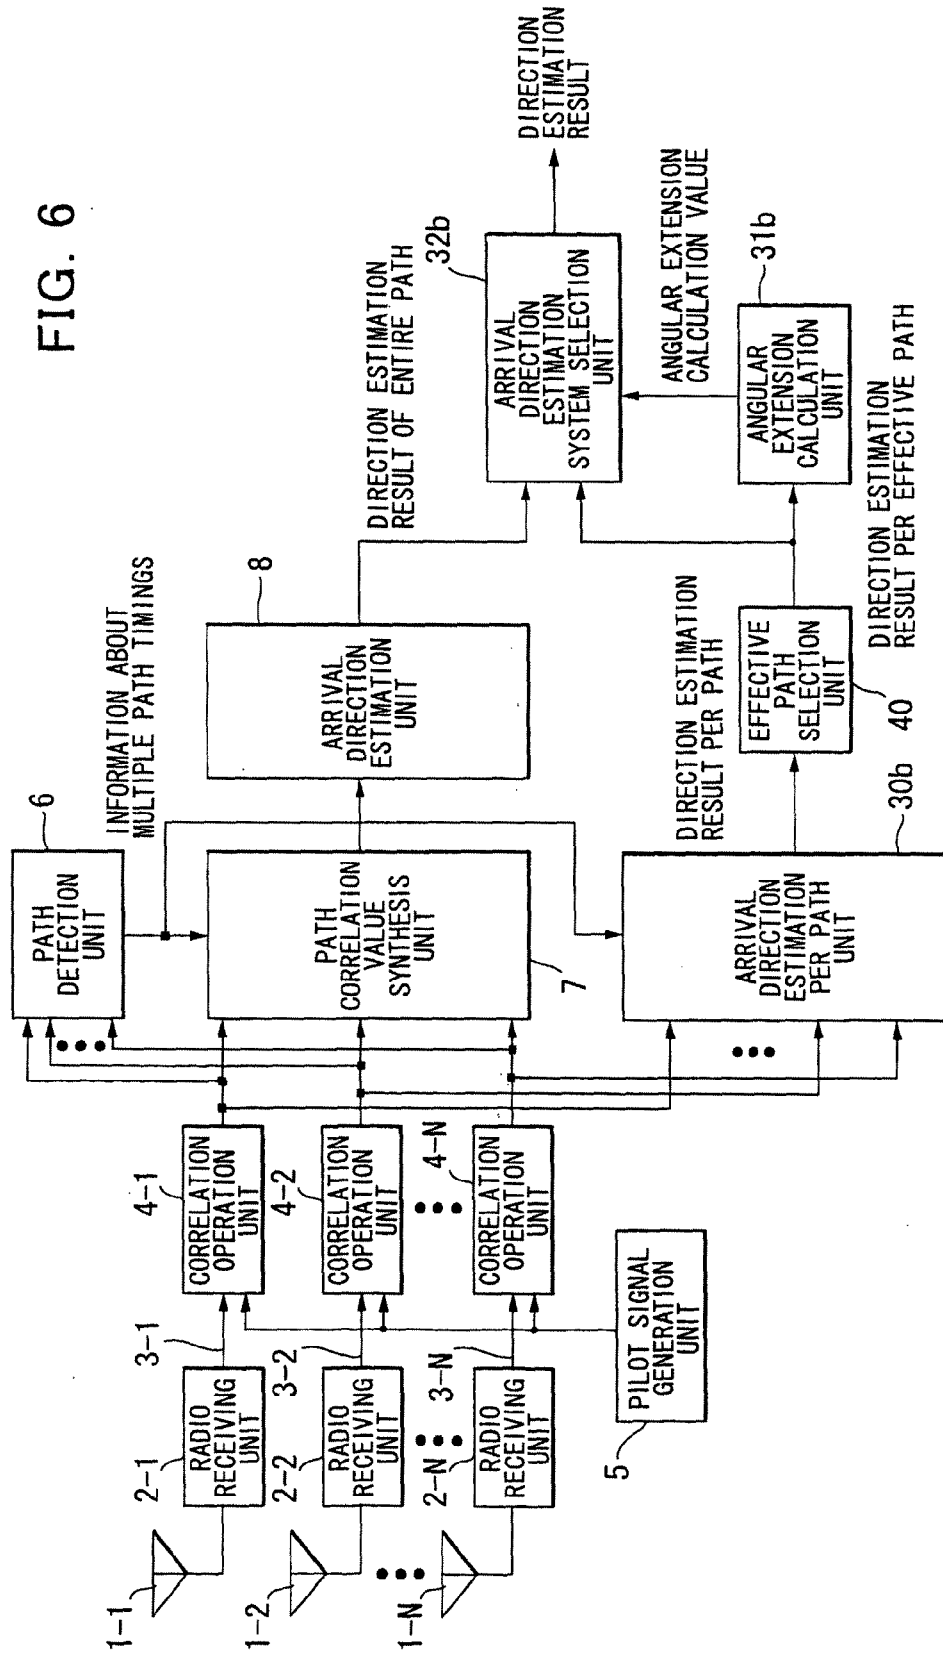 FIG. 6
1-1
1-2
1-N
2-1
RADIO
RECEIVING
UNIT
2-2
RADIO
RECEIVING
UNIT
2-N
RADIO
RECEIVING
UNIT
3-1
3-2
3-N
4-1
CORRELATION
OPERATION
UNIT
4-2
CORRELATION
OPERATION
UNIT
4-N
CORRELATION
OPERATION
UNIT
5
PILOT SIGNAL
GENERATION
UNIT
6
PATH
DETECTION
UNIT
INFORMATION ABOUT
MULTIPLE PATH TIMINGS
PATH
CORRELATION
VALUE
SYNTHESIS
UNIT
7
8
ARRIVAL
DIRECTION
ESTIMATION
UNIT
DIRECTION ESTIMATION
RESULT OF ENTIRE PATH
ARRIVAL
DIRECTION
ESTIMATION
PER PATH
UNIT
30b
DIRECTION ESTIMATION
RESULT PER PATH
EFFECTIVE
PATH
SELECTION
UNIT
40
DIRECTION ESTIMATION
RESULT PER EFFECTIVE PATH
ANGULAR
EXTENSION
CALCULATION
UNIT
31b
ANGULAR EXTENSION
CALCULATION VALUE
32b
ARRIVAL
DIRECTION
ESTIMATION
SYSTEM SELECTION
UNIT
DIRECTION
ESTIMATION
RESULT